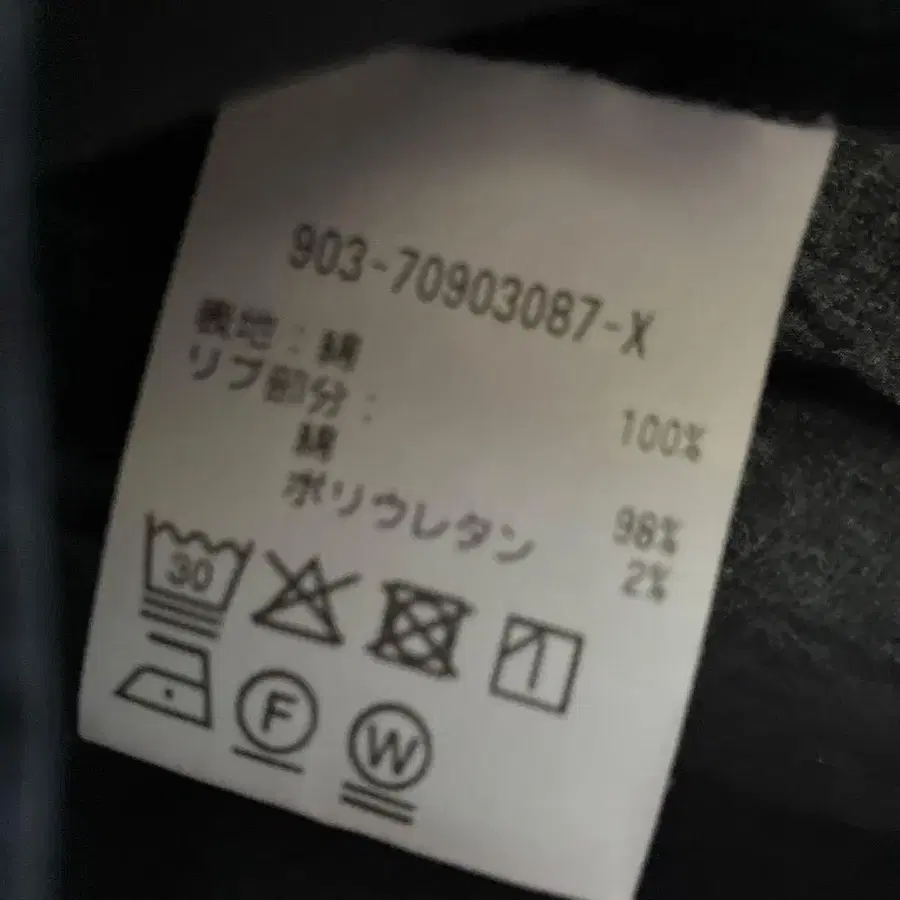 903-70903087-X
表地：綿 100%
リブ部分：
綿 98%
ポリウレタン 2%
30
F
W